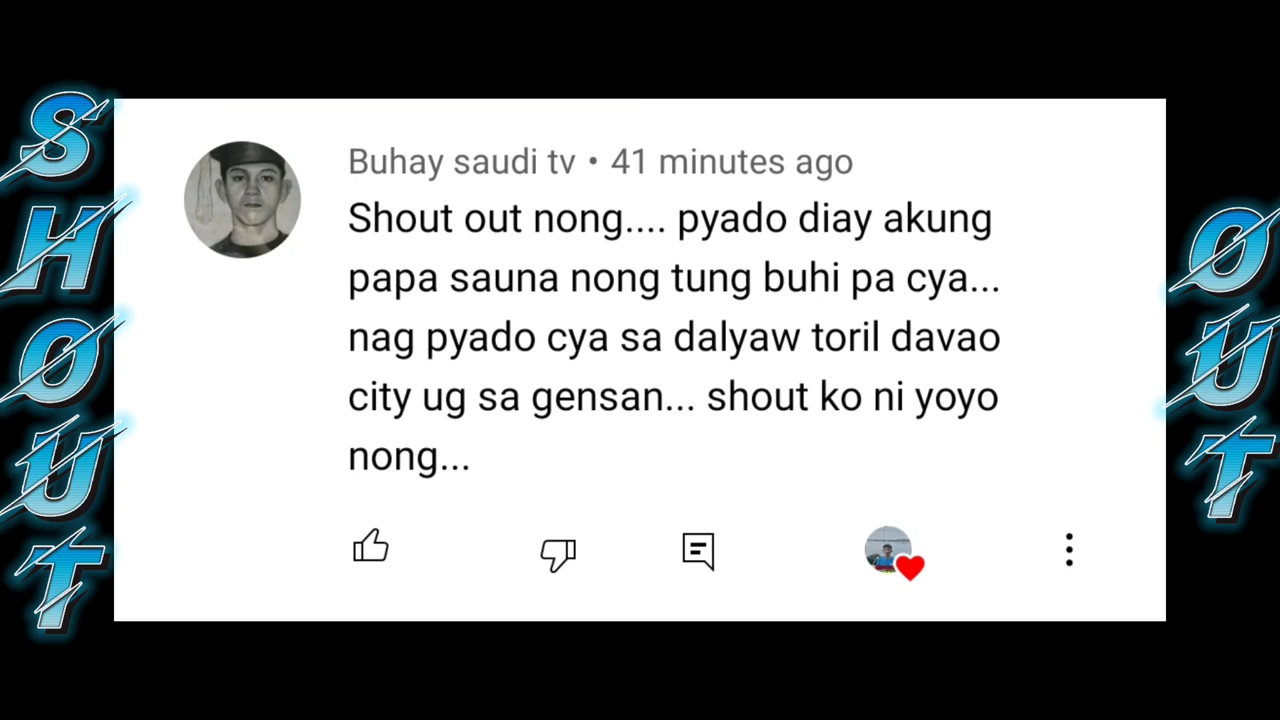 SHOUT
Buhay saudi tv • 41 minutes ago
Shout out nong.... pyado diay akung
papa sauna nong tung buhi pa cya...
nag pyado cya sa dalyaw toril davao
city ug sa gensan... shout ko ni yoyo
nong...
OUT